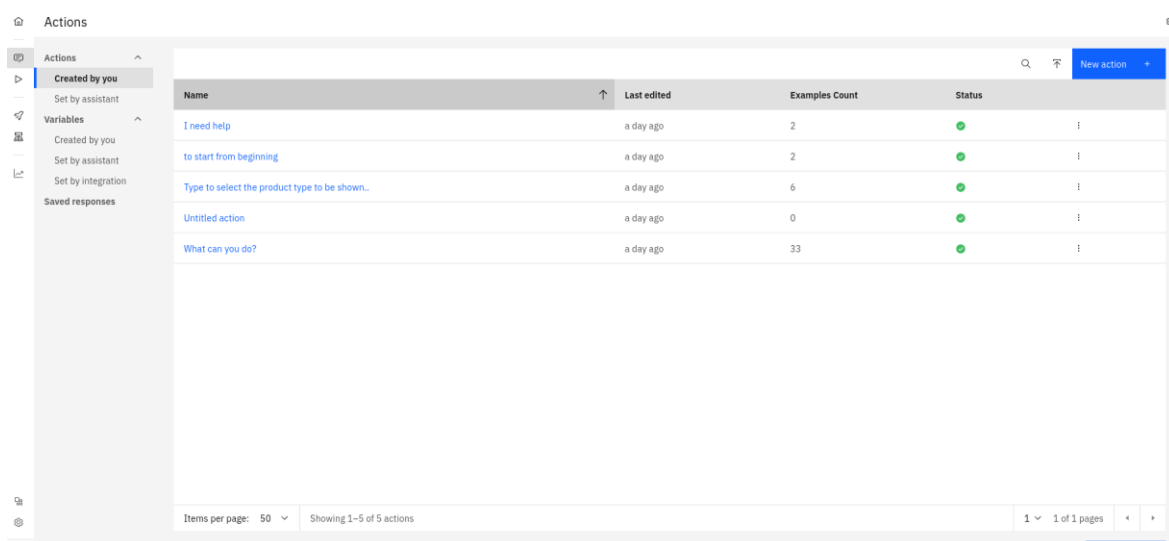 Actions
Actions
Created by you
Set by assistant
Variables
Created by you
Set by assistant
Set by integration
Saved responses
New action +
Name Last edited Examples Count Status
I need help a day ago 2
to start from beginning a day ago 2
Type to select the product type to be shown.. a day ago 6
Untitled action a day ago 0
What can you do? a day ago 33
Items per page: 50 Showing 1–5 of 5 actions 1 1 of 1 pages